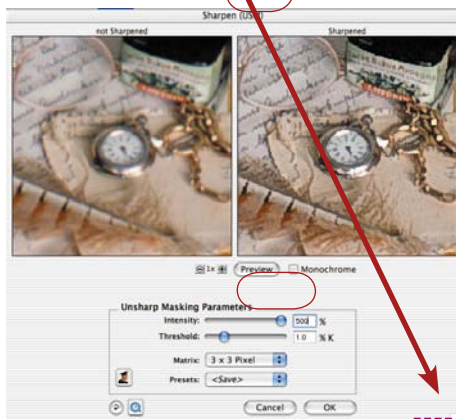 Sharpen (USM)
not Sharpened
Sharpened
1x
Preview
Monochrome
Unsharp Masking Parameters
Intensity: 500 %
Threshold: 1.0 %K
Matrix: 3 x 3 Pixel
Presets: <Save>
Cancel
OK